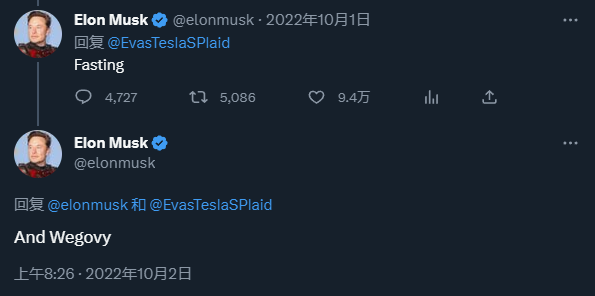 Elon Musk @elonmusk · 2022年10月1日
回复 @EvasTeslaSPlaid
Fasting
4,727 5,086 9.4万
Elon Musk
@elonmusk
回复 @elonmusk 和 @EvasTeslaSPlaid
And Wegovy
上午8:26 · 2022年10月2日